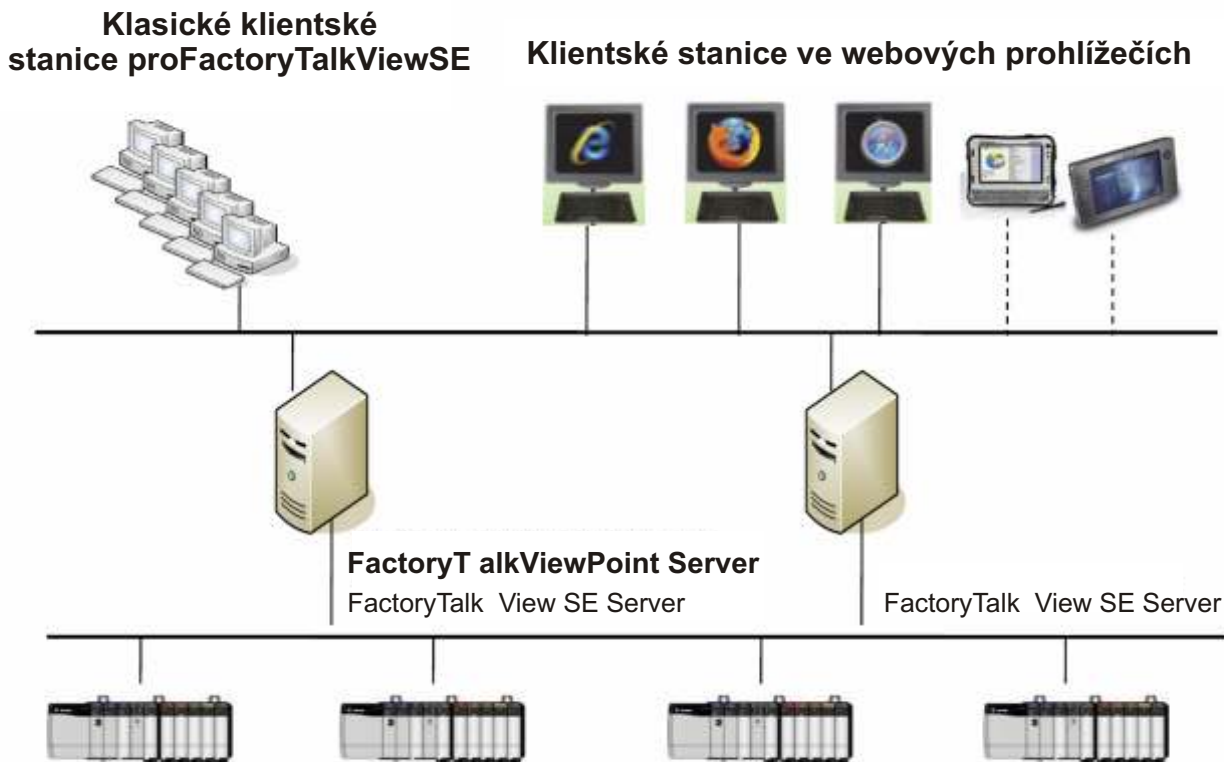 Klasické klientské
stanice proFactoryTalkViewSE
Klientské stanice ve webových prohlížečích
FactoryT alkViewPoint Server
FactoryTalk View SE Server
FactoryTalk View SE Server